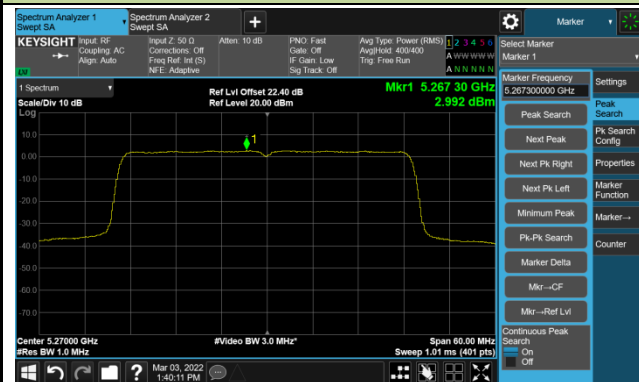 Spectrum Analyzer 1
Swept SA
Spectrum Analyzer 2
Swept SA
+
Marker
KEYSIGHT
Input: RF
Coupling: AC
Align: Auto
Input Z: 50 Ω
Corrections: Off
Freq Ref: Int (S)
NFE: Adaptive
Atten: 10 dB
PNO: Fast
Gate: Off
IF Gain: Low
Sig Track: Off
Avg Type: Power (RMS)
Avg|Hold: 400/400
Trig: Free Run
1 2 3 4 5 6
A W W W W W
A N N N N N
LXI
Select Marker
Marker 1
1 Spectrum
Scale/Div 10 dB
Log
Ref Lvl Offset 22.40 dB
Ref Level 20.00 dBm
Mkr1 5.267 30 GHz
2.992 dBm
10.0
0.00
-10.0
-20.0
-30.0
-40.0
-50.0
-60.0
-70.0
1
Center 5.27000 GHz
#Res BW 1.0 MHz
#Video BW 3.0 MHz*
Span 60.00 MHz
Sweep 1.01 ms (401 pts)
Marker Frequency
5.267300000 GHz
Peak Search
Next Peak
Next Pk Right
Next Pk Left
Minimum Peak
Pk-Pk Search
Marker Delta
Mkr→CF
Mkr→Ref Lvl
Continuous Peak
Search
On
Off
Settings
Peak
Search
Pk Search
Config
Properties
Marker
Function
Marker→
Counter
?
Mar 03, 2022
1:40:11 PM